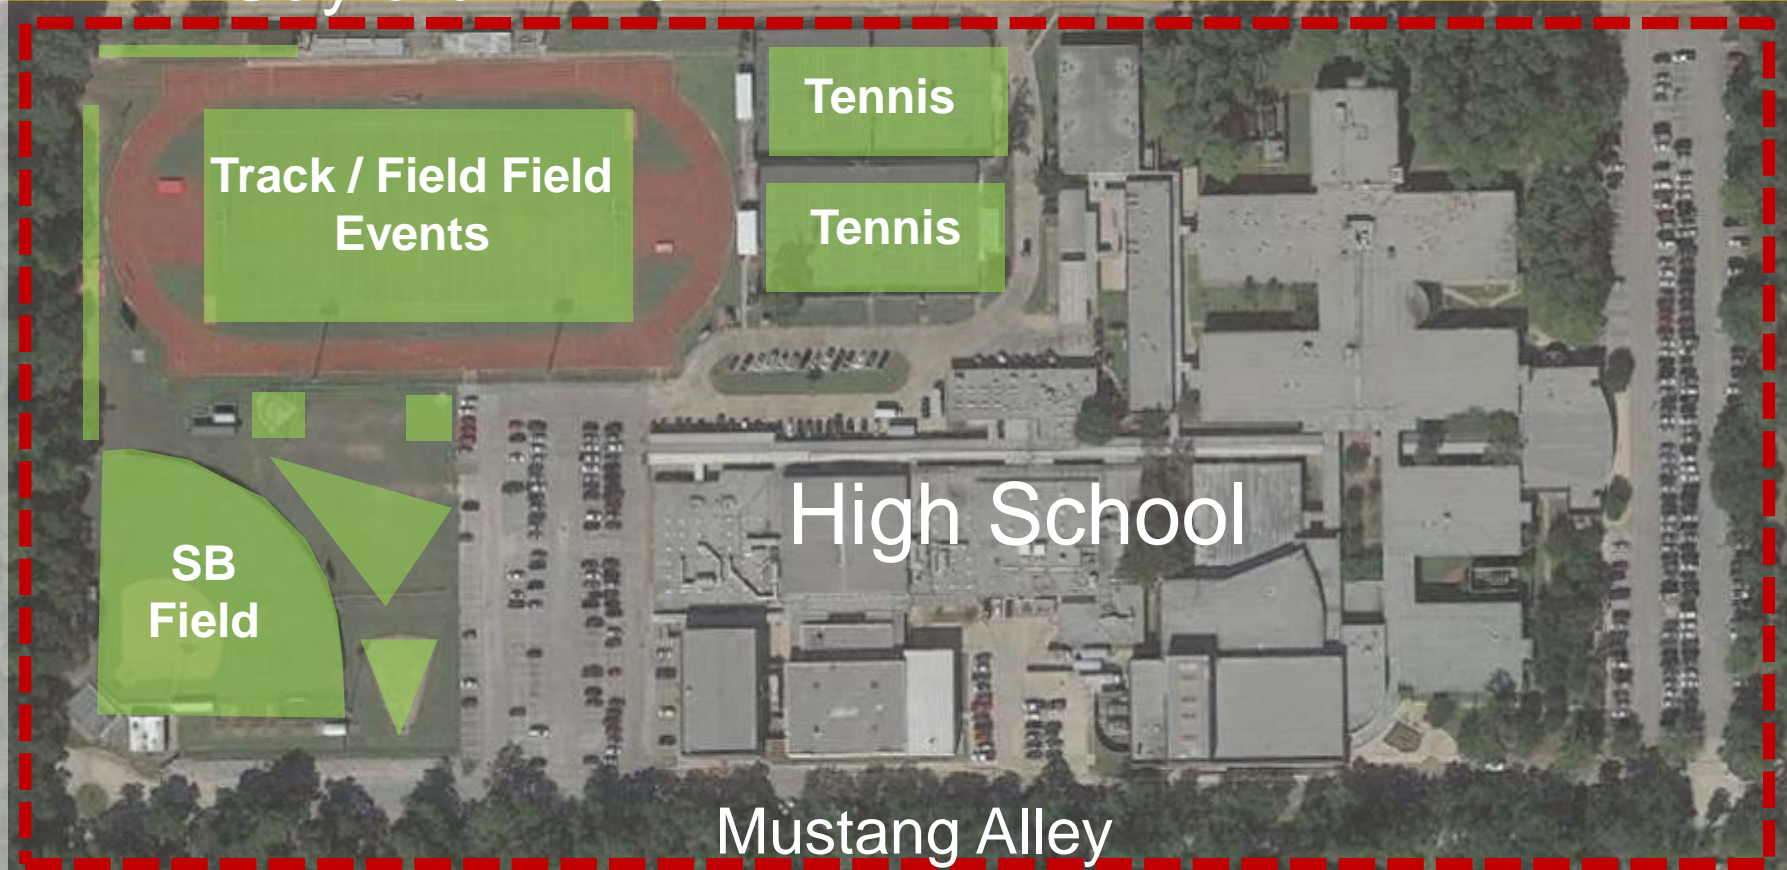 Tennis
Track / Field Field
Events
Tennis
High School
SB
Field
Mustang Alley